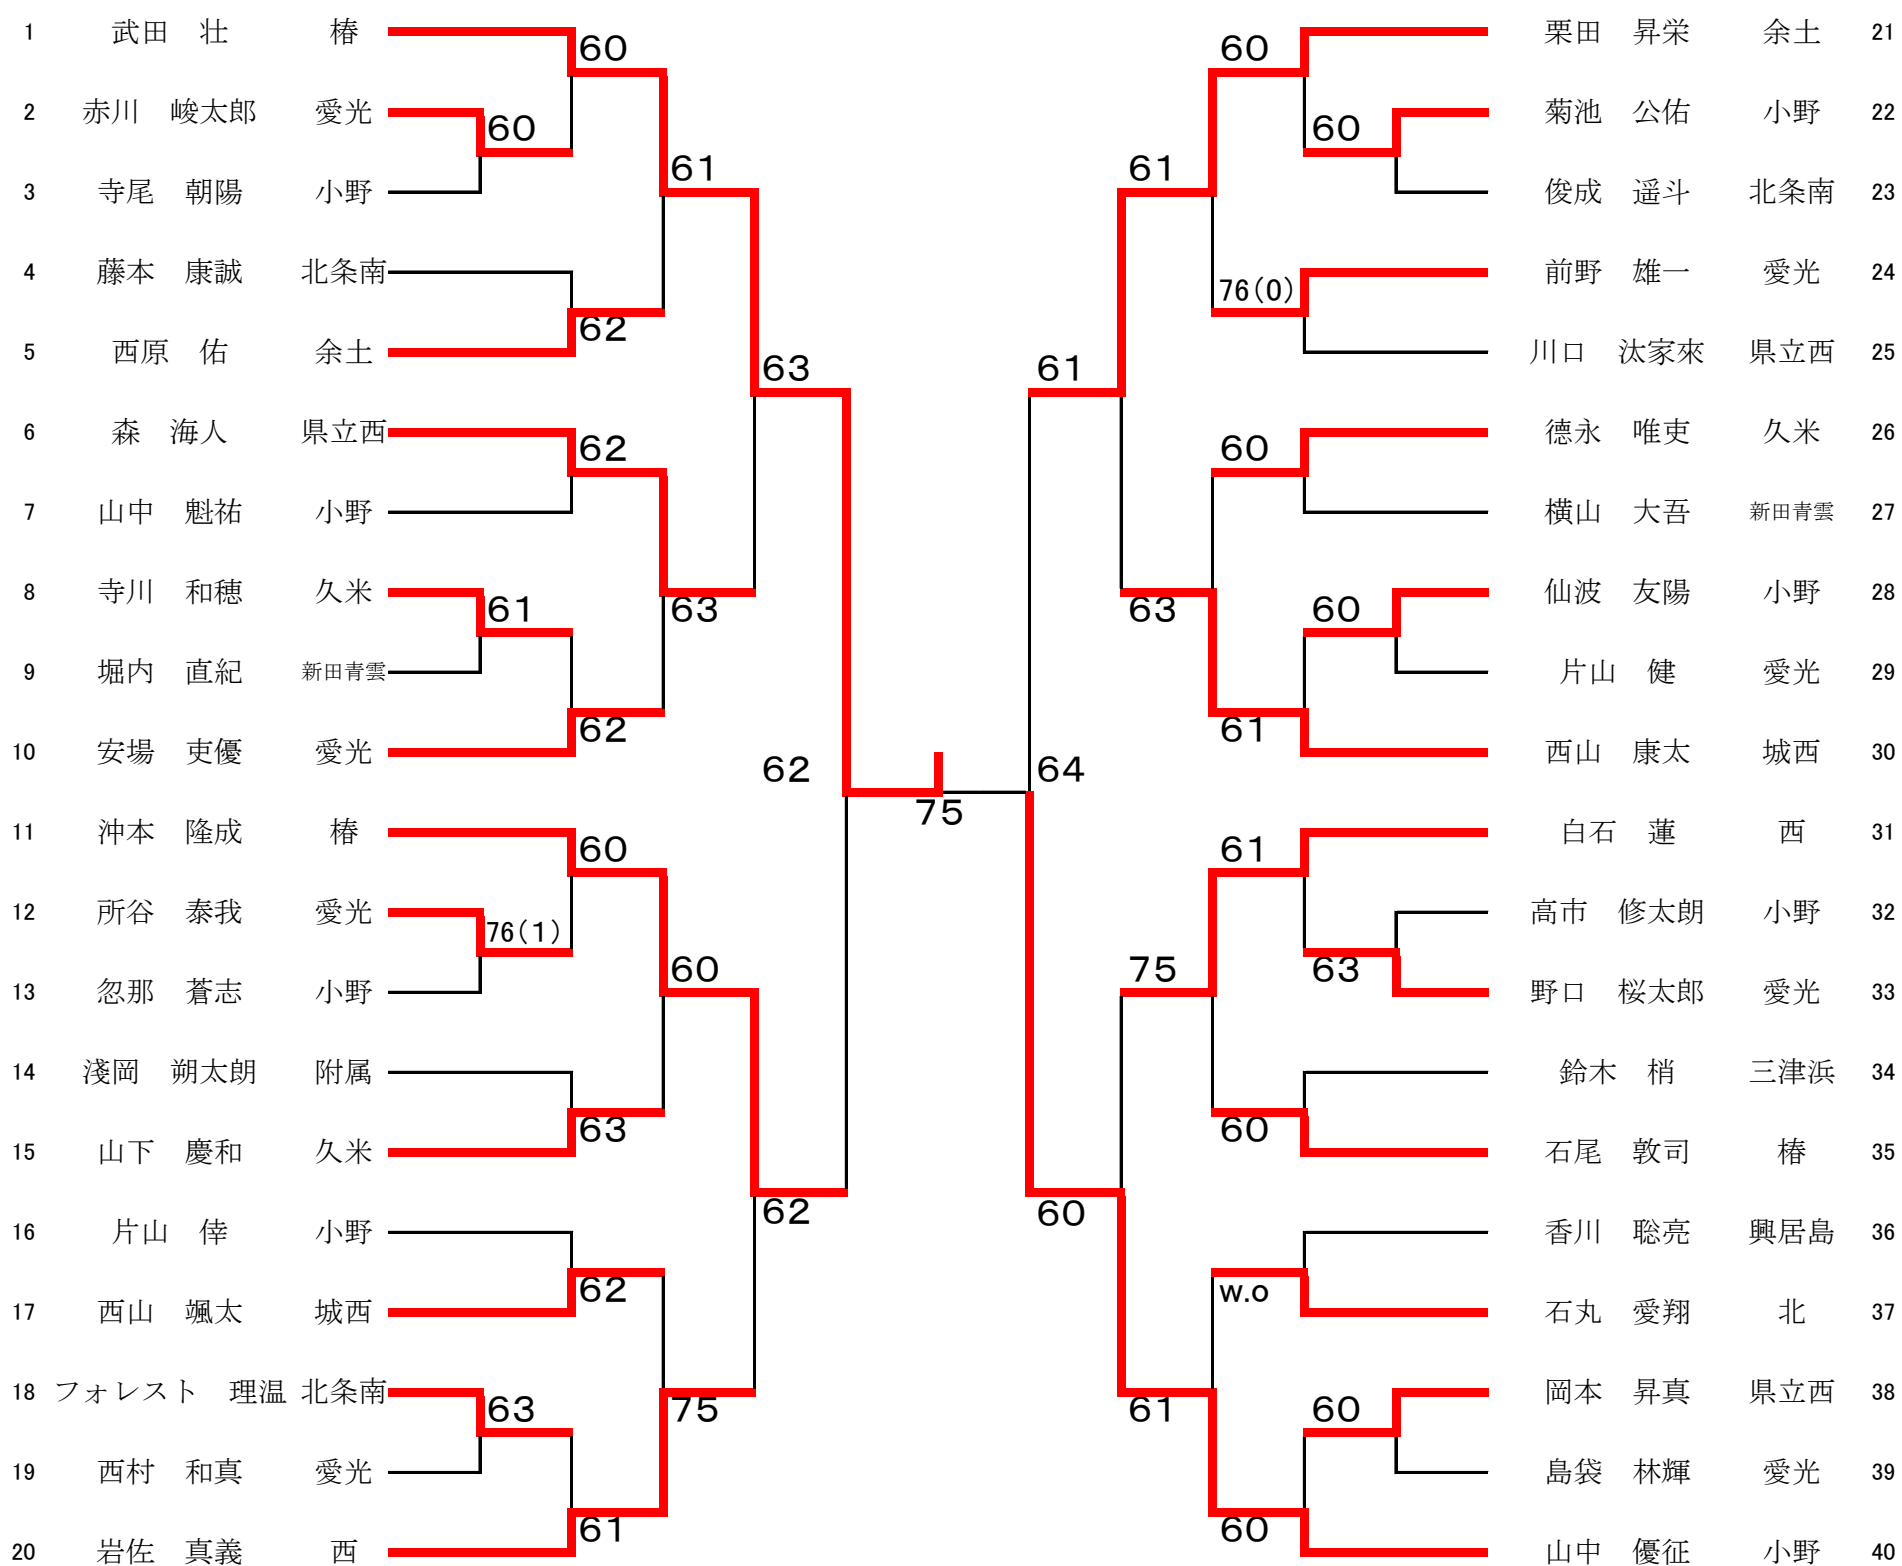 1 武田 壮 椿
2 赤川 峻太郎 愛光
3 寺尾 朝陽 小野
4 藤本 康誠 北条南
5 西原 佑 余土
6 森 海人 県立西
7 山中 魁祐 小野
8 寺川 和穂 久米
9 堀内 直紀 新田青雲
10 安場 吏優 愛光
11 沖本 隆成 椿
12 所谷 泰我 愛光
13 忽那 蒼志 小野
14 淺岡 朔太朗 附属
15 山下 慶和 久米
16 片山 倖 小野
17 西山 颯太 城西
18 フォレスト 理温 北条南
19 西村 和真 愛光
20 岩佐 真義 西
60
60
62
62
61
62
60
76(1)
63
62
63
61
61
63
60
75
63
62
62
75
64
61
60
61
63
75
61
60
60
76(0)
60
60
61
61
63
60
w.o
60
60
栗田 昇栄 余土 21
菊池 公佑 小野 22
俊成 遥斗 北条南 23
前野 雄一 愛光 24
川口 汰家來 県立西 25
德永 唯吏 久米 26
横山 大吾 新田青雲 27
仙波 友陽 小野 28
片山 健 愛光 29
西山 康太 城西 30
白石 蓮 西 31
高市 修太朗 小野 32
野口 桜太郎 愛光 33
鈴木 梢 三津浜 34
石尾 敦司 椿 35
香川 聡亮 興居島 36
石丸 愛翔 北 37
岡本 昇真 県立西 38
島袋 林輝 愛光 39
山中 優征 小野 40